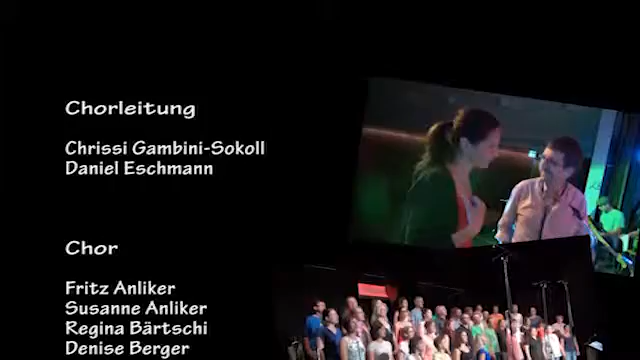 Chorleitung
Chrissi Gambini-Sokoll
Daniel Eschmann
Chor
Fritz Anliker
Susanne Anliker
Regina Bärtschi
Denise Berger